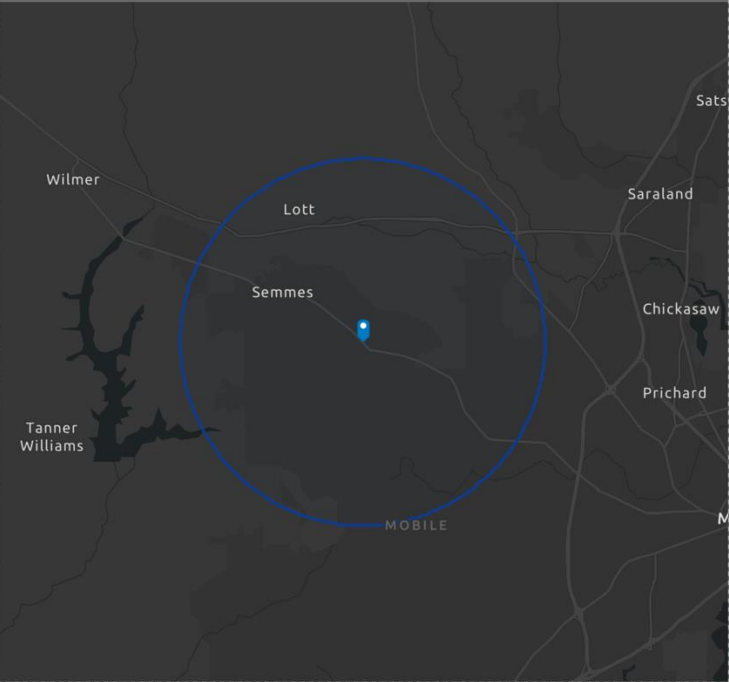 Sats
Wilmer
Saraland
Lott
Semmes
Chickasaw
Prichard
Tanner
Williams
M
MOBILE